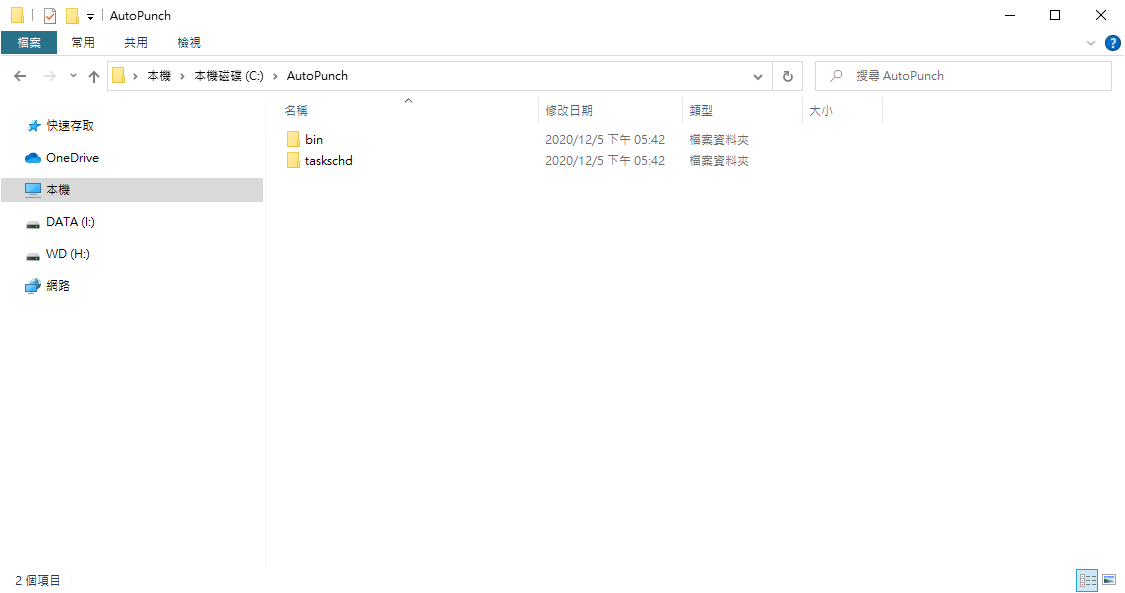 AutoPunch
檔案 常用 共用 檢視
本機 本機磁碟 (C:) AutoPunch 搜尋 AutoPunch
名稱 修改日期 類型 大小
快速存取
OneDrive
本機
DATA (I:)
WD (H:)
網路
bin 2020/12/5 下午 05:42 檔案資料夾
taskschd 2020/12/5 下午 05:42 檔案資料夾
2 個項目